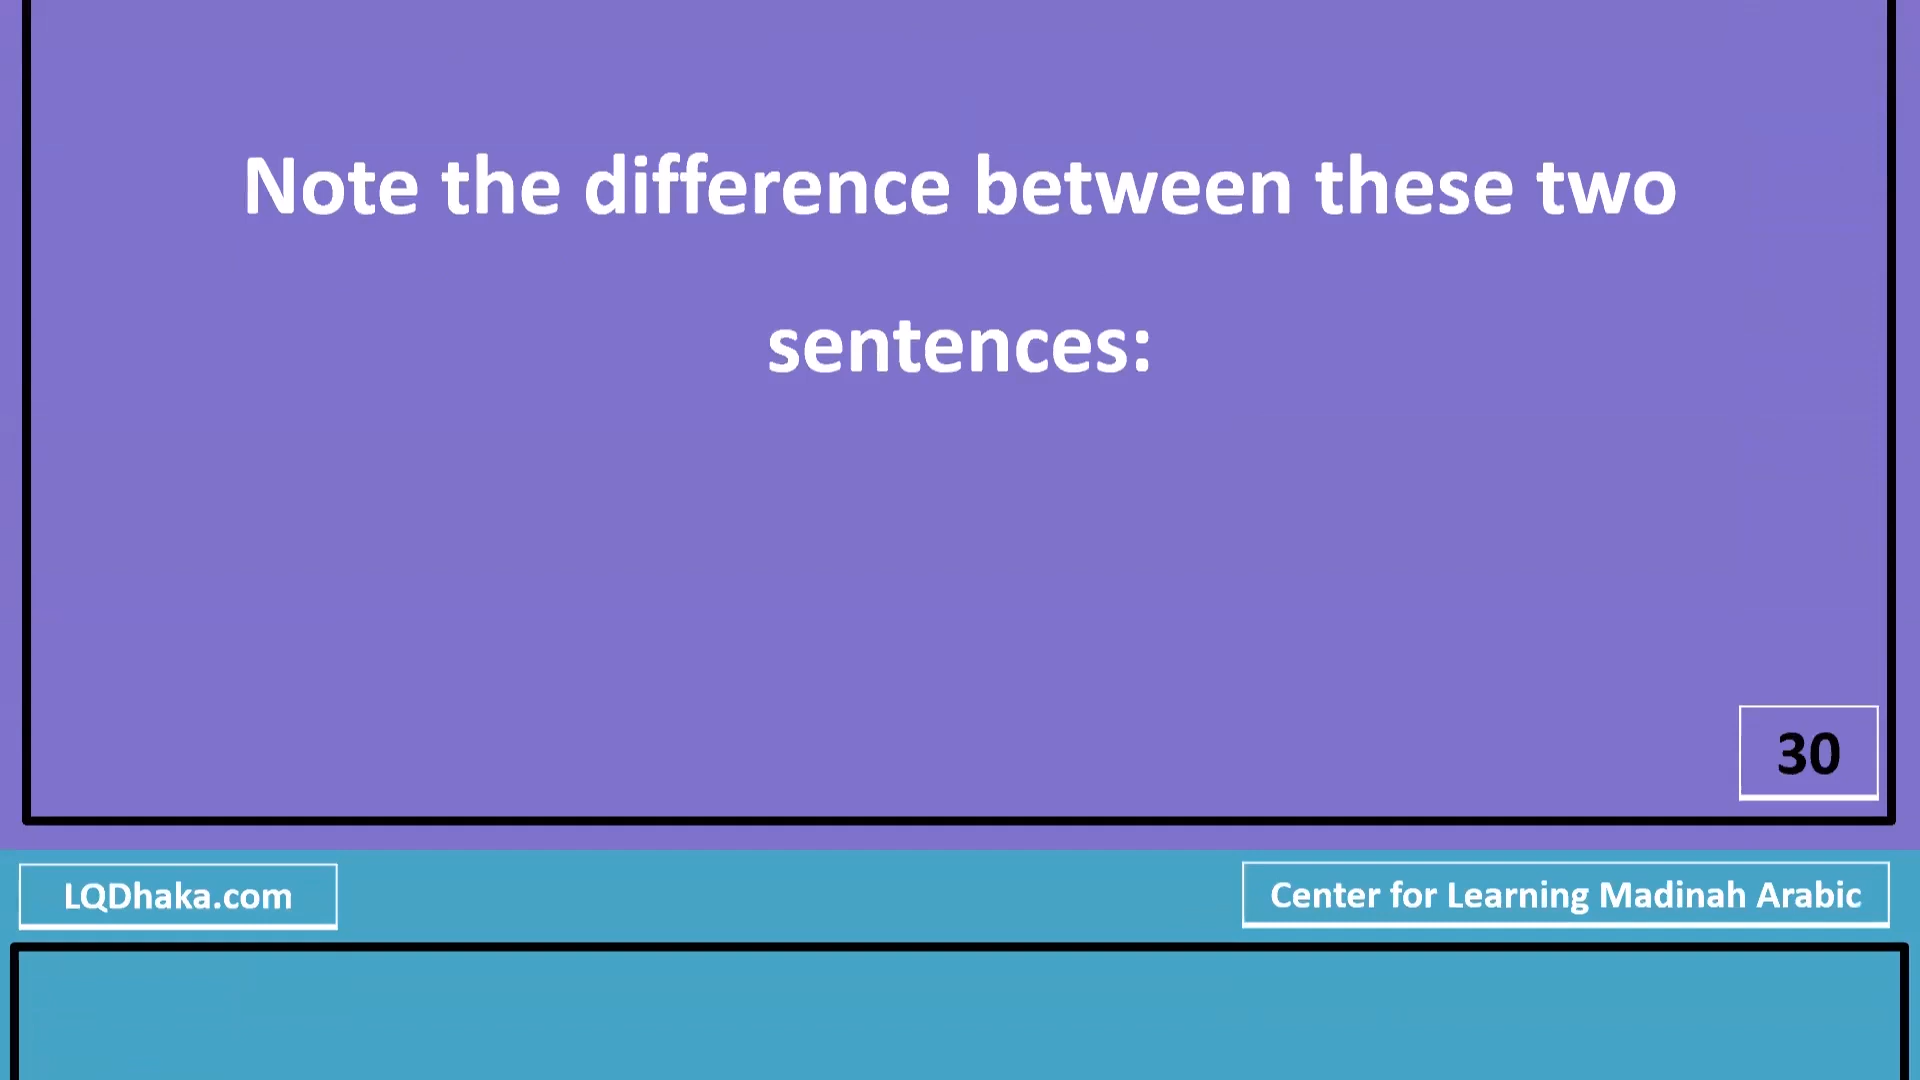 Note the difference between these two
sentences:
30
LQDhaka.com
Center for Learning Madinah Arabic